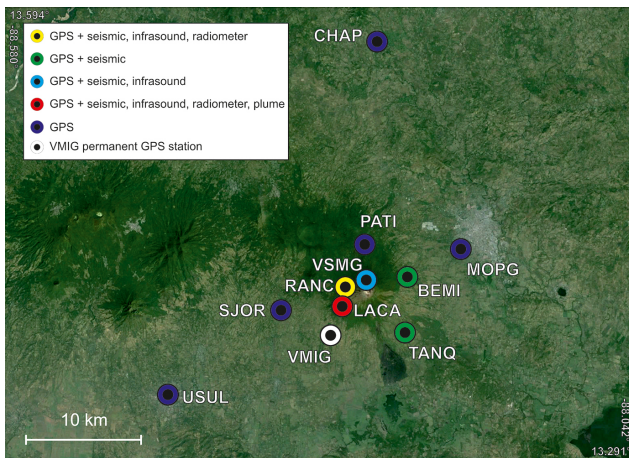 13.594
-88.580
GPS + seismic, infrasound, radiometer
GPS + seismic
GPS + seismic, infrasound
GPS + seismic, infrasound, radiometer, plume
GPS
VMIG permanent GPS station
CHAP
PATI
VSMG
MOPG
RANC
BEMI
SJOR
LACA
VMIG
TANQ
USUL
10 km
-88.042°
13.291°